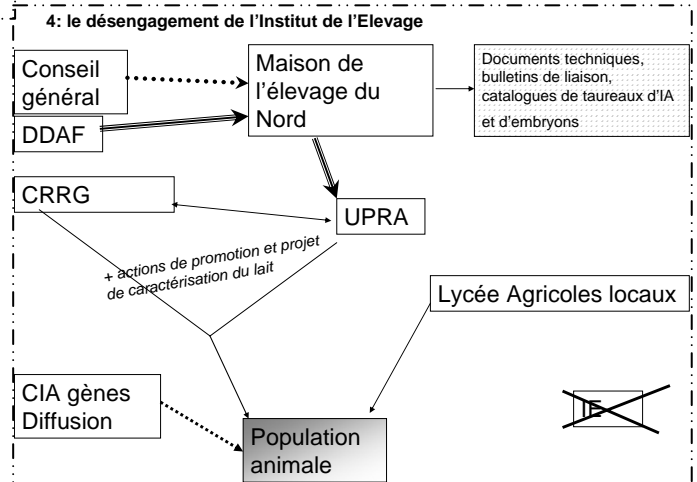 4: le désengagement de l'Institut de l'Elevage
Conseil
général
DDAF
Maison de
l'élevage du
Nord
Documents techniques,
bulletins de liaison,
catalogues de taureaux d'IA
et d'embryons
CRRG
UPRA
+ actions de promotion et projet
de caractérisation du lait
Lycée Agricoles locaux
CIA gènes
Diffusion
Population
animale
IE